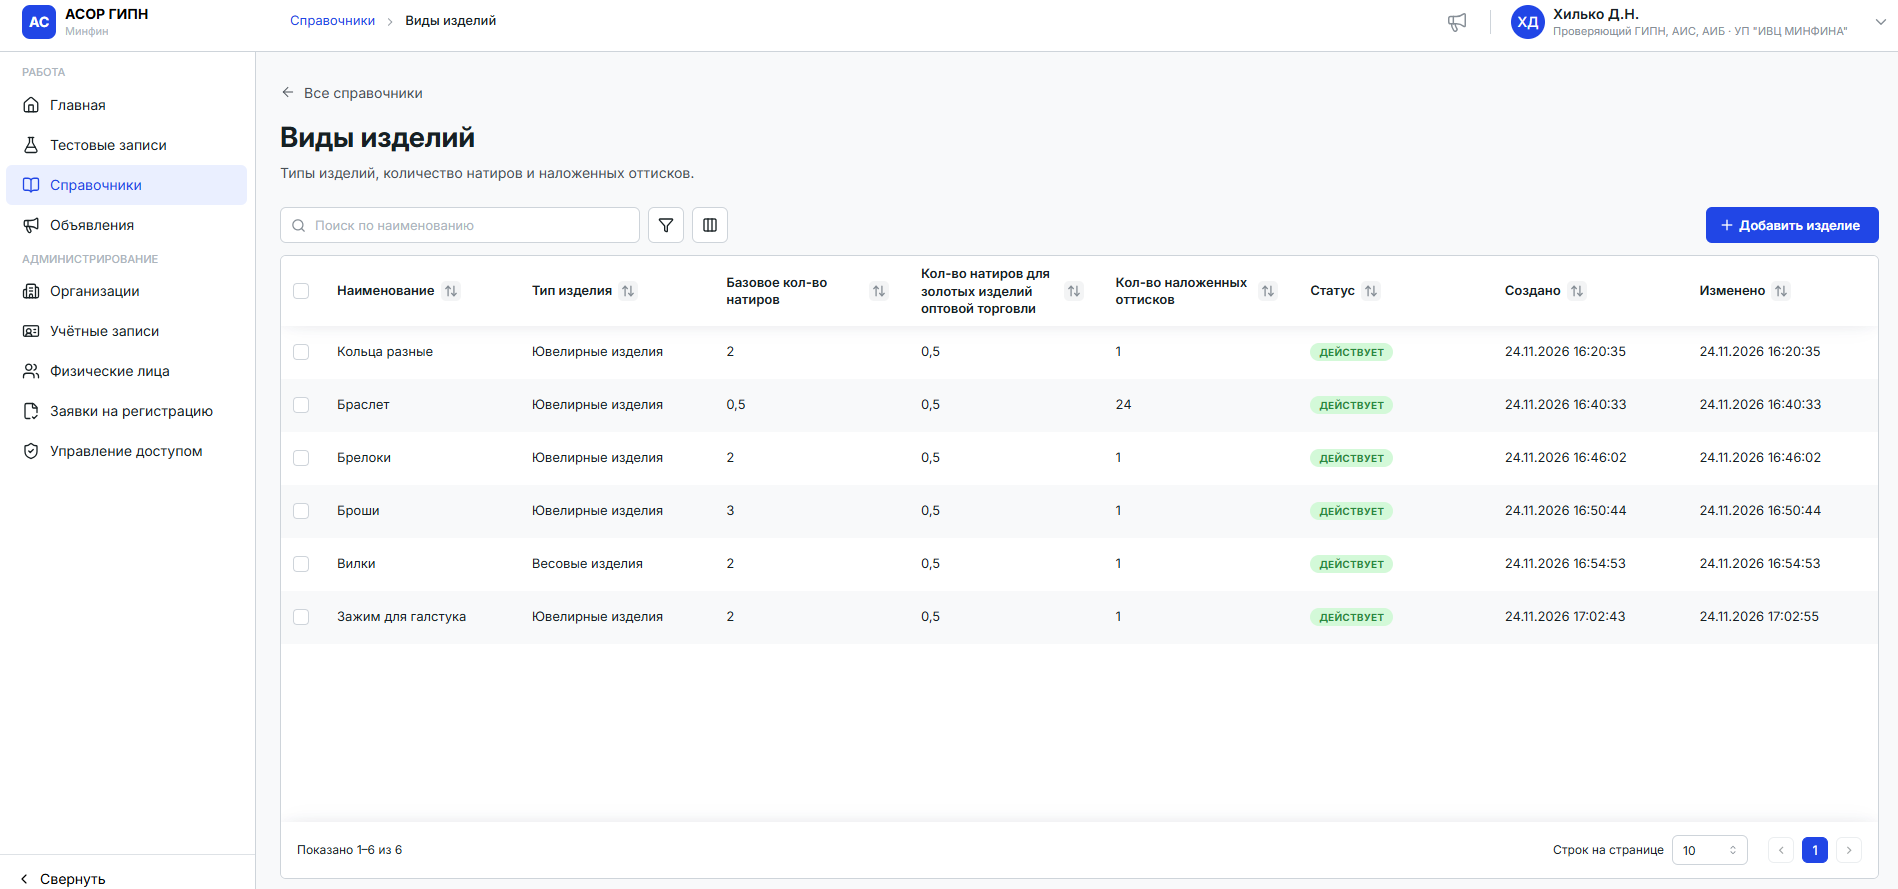 АС
АСОР ГИПН
Минфин
Справочники
Виды изделий
ХД
Хилько Д.Н.
Проверяющий ГИПН, АИС, АИБ · УП "ИВЦ МИНФИНА"
РАБОТА
Главная
Тестовые записи
Справочники
Объявления
АДМИНИСТРИРОВАНИЕ
Организации
Учётные записи
Физические лица
Заявки на регистрацию
Управление доступом
Свернуть
Все справочники
Виды изделий
Типы изделий, количество натиров и наложенных оттисков.
Поиск по наименованию
Добавить изделие
Наименование
Тип изделия
Базовое кол-во
натиров
Кол-во натиров для
золотых изделий
оптовой торговли
Кол-во наложенных
оттисков
Статус
Создано
Изменено
Кольца разные Ювелирные изделия 2 0,5 1 ДЕЙСТВУЕТ 24.11.2026 16:20:35 24.11.2026 16:20:35
Браслет Ювелирные изделия 0,5 0,5 24 ДЕЙСТВУЕТ 24.11.2026 16:40:33 24.11.2026 16:40:33
Брелоки Ювелирные изделия 2 0,5 1 ДЕЙСТВУЕТ 24.11.2026 16:46:02 24.11.2026 16:46:02
Броши Ювелирные изделия 3 0,5 1 ДЕЙСТВУЕТ 24.11.2026 16:50:44 24.11.2026 16:50:44
Вилки Весовые изделия 2 0,5 1 ДЕЙСТВУЕТ 24.11.2026 16:54:53 24.11.2026 16:54:53
Зажим для галстука Ювелирные изделия 2 0,5 1 ДЕЙСТВУЕТ 24.11.2026 17:02:43 24.11.2026 17:02:55
Показано 1–6 из 6
Строк на странице 10
1